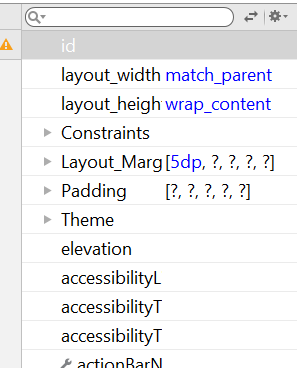 id
layout_width match_parent
layout_heigh wrap_content
Constraints
Layout_Marg [5dp, ?, ?, ?, ?]
Padding [?, ?, ?, ?, ?]
Theme
elevation
accessibilityL
accessibilityT
accessibilityT
actionBarN